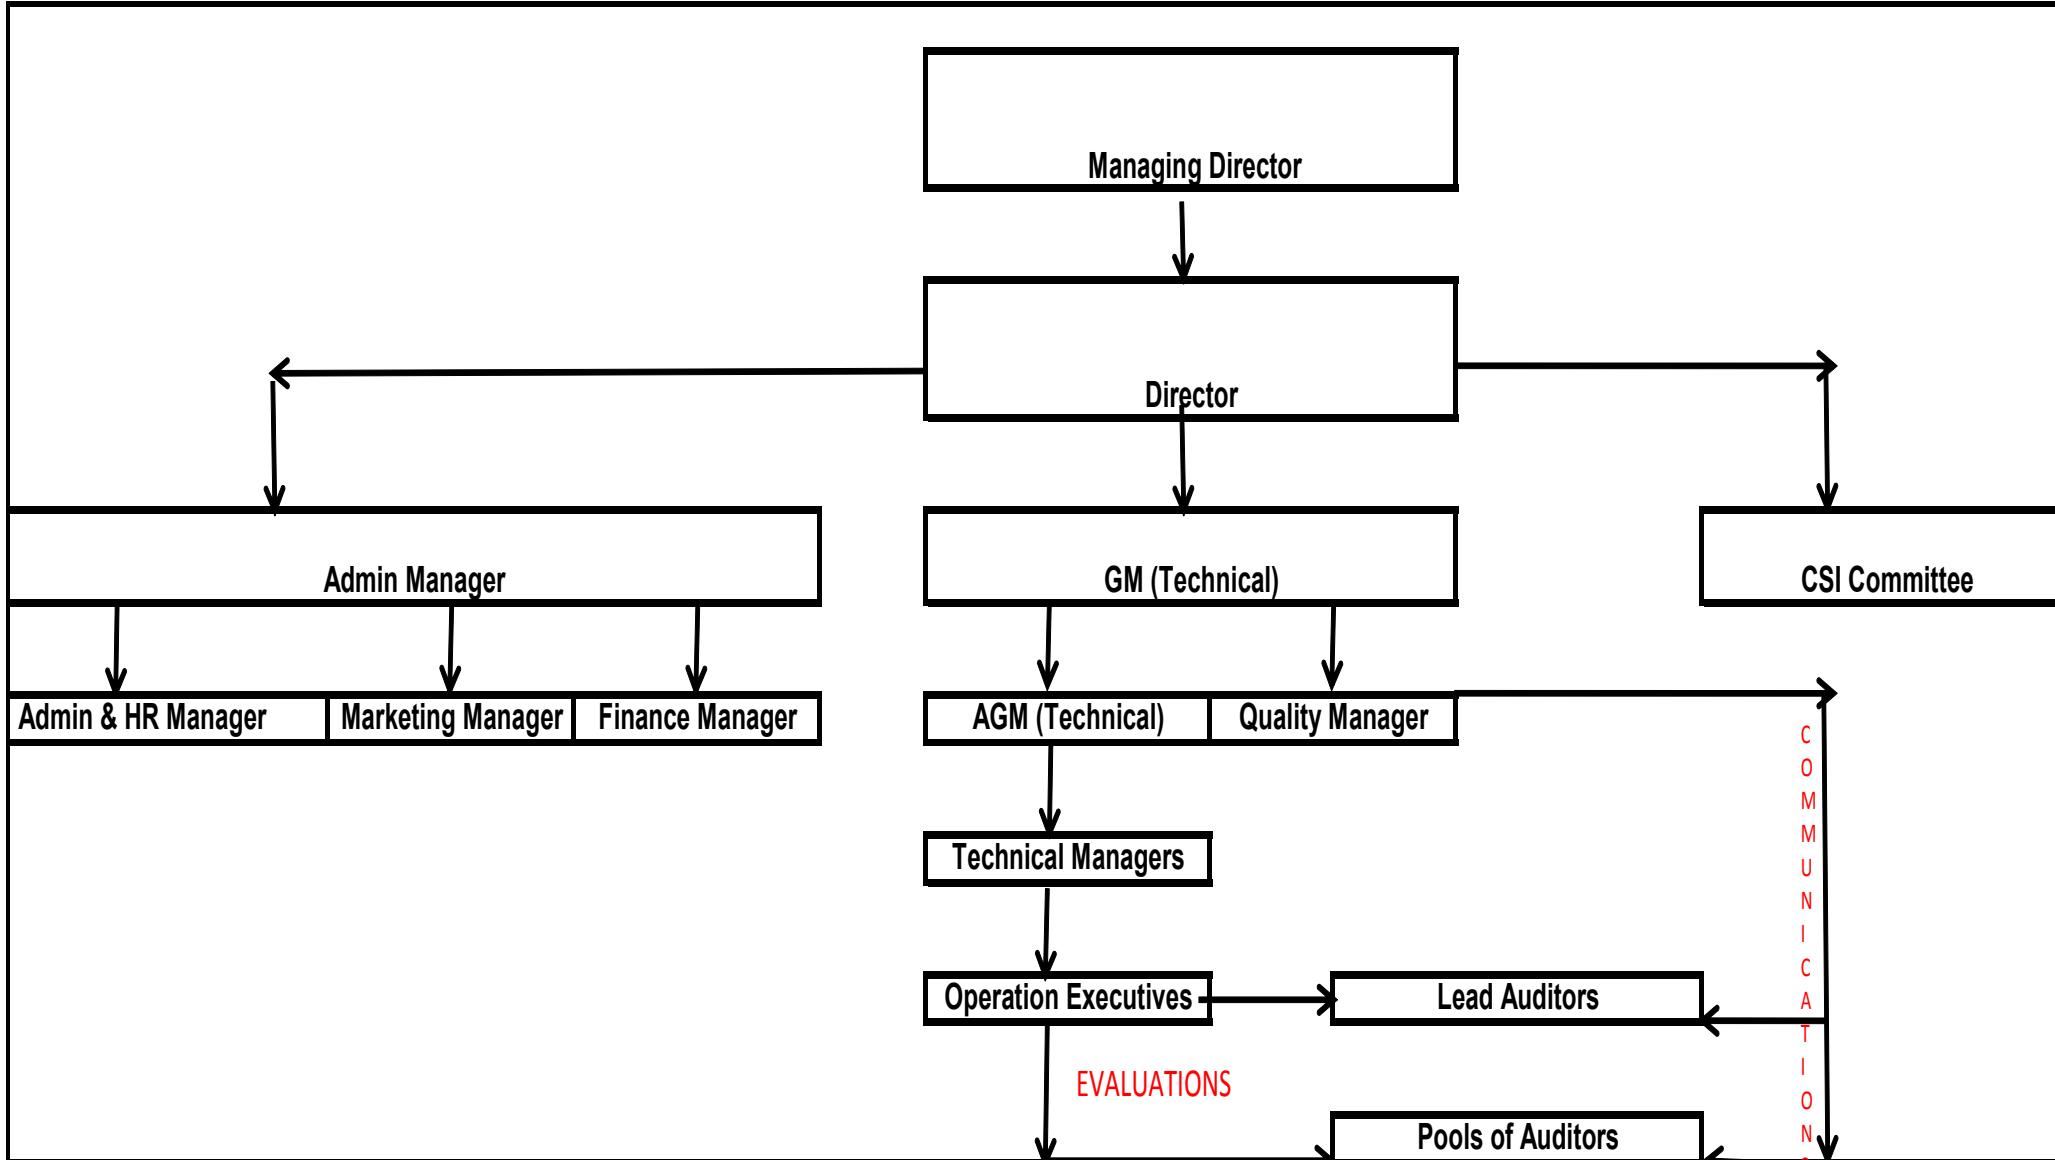 Managing Director
Director
Admin Manager
GM (Technical)
CSI Committee
Admin & HR Manager
Marketing Manager
Finance Manager
AGM (Technical)
Quality Manager
Technical Managers
Operation Executives
Lead Auditors
EVALUATIONS
Pools of Auditors
COMMUNICATION